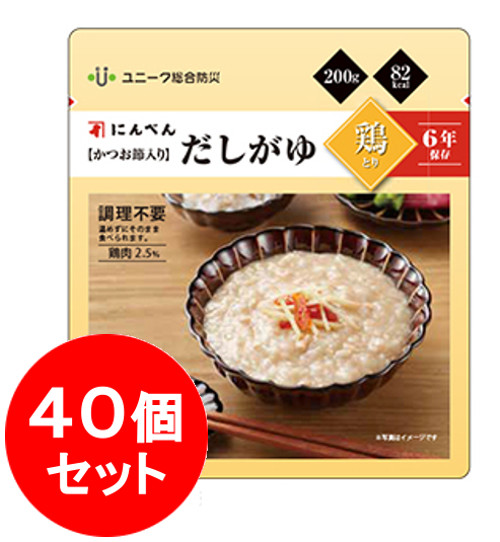 ユニーク総合防災
200g
82
kcal
にんべん
【かつお節入り】だしがゆ
鶏
とり
6年
保存
調理不要
温めずにそのまま
食べられます。
鶏肉 2.5%
※写真はイメージです
40個
セット